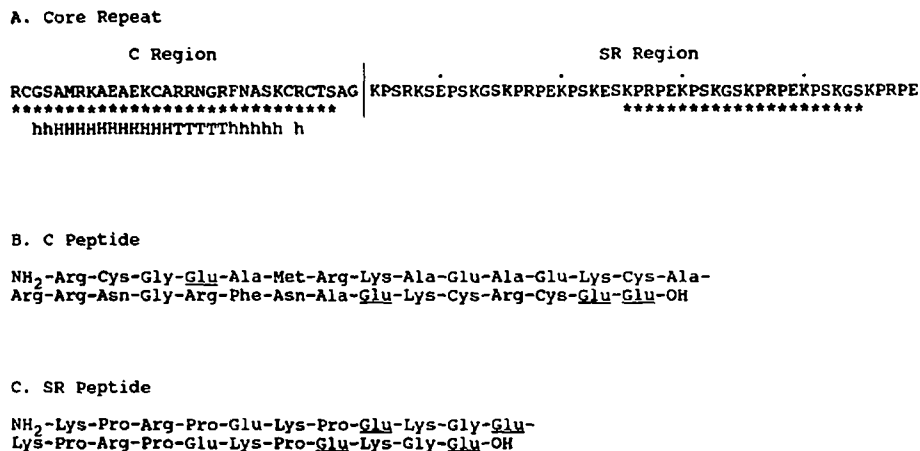 A. Core Repeat
C Region SR Region
. . . .
RCGSAMRKAEAEKCARRNGRFNASKCRCTSAG|KPSRKSEPSKGSKPRPEKPSKESKPRPEKPSKGSKPRPEKPSKGSKPRPE
****************************** **********************
hhHHHHHHHHHHHTTTTThhhhh h
B. C Peptide
NH2-Arg-Cys-Gly-Glu-Ala-Met-Arg-Lys-Ala-Glu-Ala-Glu-Lys-Cys-Ala-
Arg-Arg-Asn-Gly-Arg-Phe-Asn-Ala-Glu-Lys-Cys-Arg-Cys-Glu-Glu-OH
C. SR Peptide
NH2-Lys-Pro-Arg-Pro-Glu-Lys-Pro-Glu-Lys-Gly-Glu-
Lys-Pro-Arg-Pro-Glu-Lys-Pro-Glu-Lys-Gly-Glu-OH